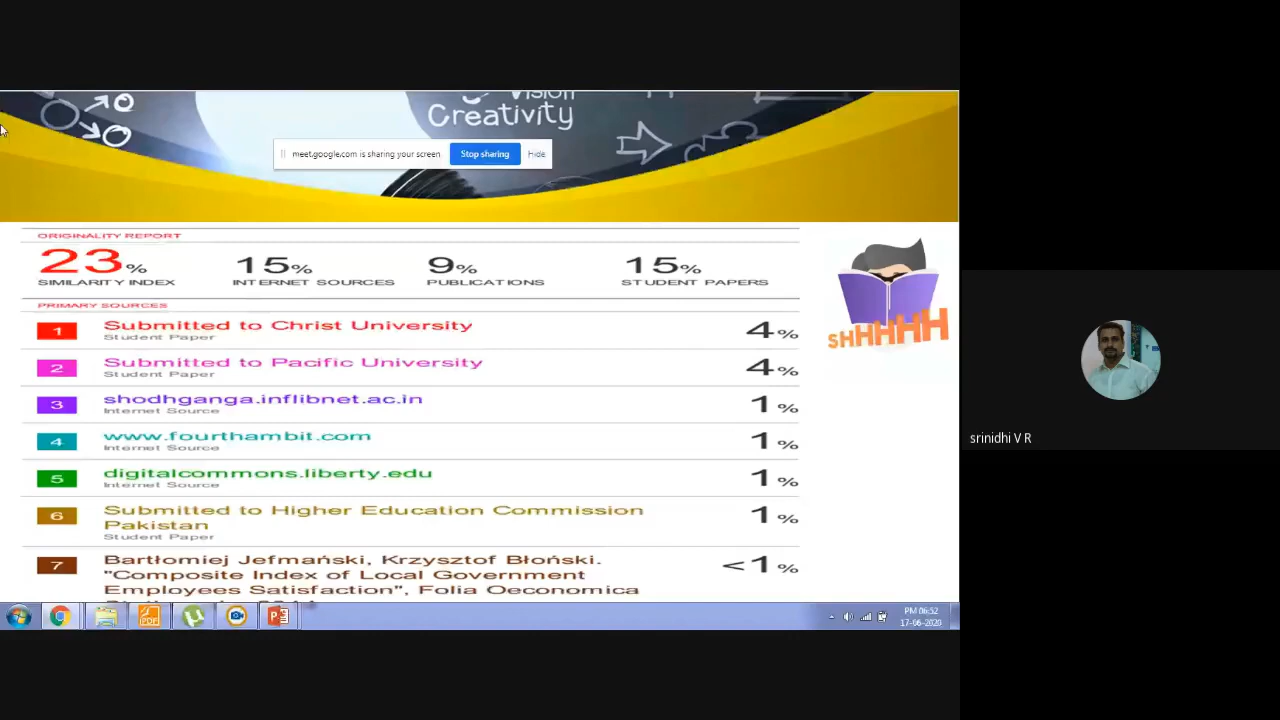 Vision
Creativity
meet.google.com is sharing your screen
Stop sharing
Hide
ORIGINALITY REPORT
23%
SIMILARITY INDEX
15%
INTERNET SOURCES
9%
PUBLICATIONS
15%
STUDENT PAPERS
PRIMARY SOURCES
1
Submitted to Christ University
Student Paper
4%
2
Submitted to Pacific University
Student Paper
4%
3
shodhganga.inflibnet.ac.in
Internet Source
1%
4
www.fourthambit.com
Internet Source
1%
5
digitalcommons.liberty.edu
Internet Source
1%
6
Submitted to Higher Education Commission
Pakistan
Student Paper
1%
7
Bartłomiej Jefmański, Krzysztof Błoński.
"Composite Index of Local Government
Employees Satisfaction", Folia Oeconomica
<1%
SHHHHHH
srinidhi V R
PDF
PM 06:52
17-06-2020